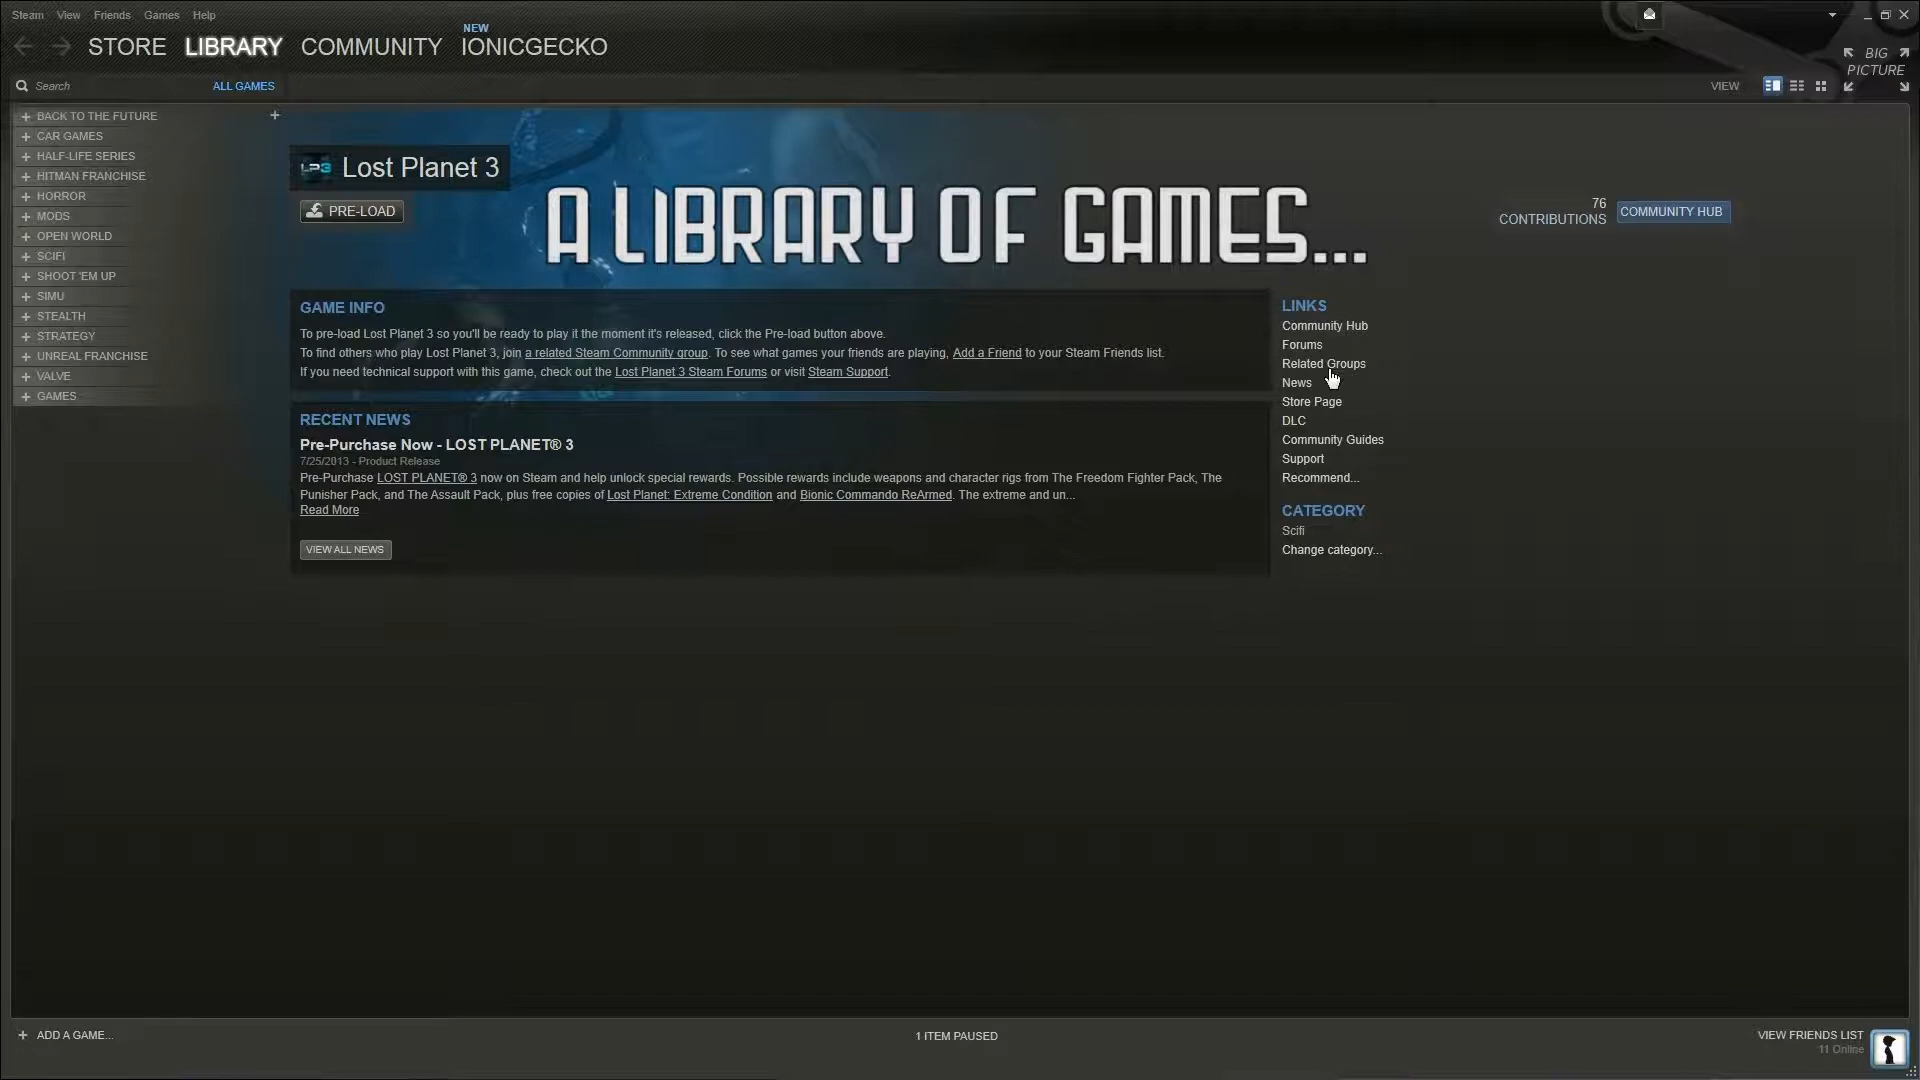 Steam View Friends Games Help
STORE LIBRARY COMMUNITY NEW IONICGECKO
BIG PICTURE
Search ALL GAMES VIEW
BACK TO THE FUTURE
CAR GAMES
HALF-LIFE SERIES
HITMAN FRANCHISE
HORROR
MODS
OPEN WORLD
SCIFI
SHOOT 'EM UP
SIMU
STEALTH
STRATEGY
UNREAL FRANCHISE
VALVE
GAMES
LP3 Lost Planet 3
PRE-LOAD
A LIBRARY OF GAMES...
76
CONTRIBUTIONS
COMMUNITY HUB
GAME INFO
To pre-load Lost Planet 3 so you'll be ready to play it the moment it's released, click the Pre-load button above.
To find others who play Lost Planet 3, join a related Steam Community group. To see what games your friends are playing, Add a Friend to your Steam Friends list.
If you need technical support with this game, check out the Lost Planet 3 Steam Forums or visit Steam Support.
RECENT NEWS
Pre-Purchase Now - LOST PLANET® 3
7/25/2013 - Product Release
Pre-Purchase LOST PLANET® 3 now on Steam and help unlock special rewards. Possible rewards include weapons and character rigs from The Freedom Fighter Pack, The
Punisher Pack, and The Assault Pack, plus free copies of Lost Planet: Extreme Condition and Bionic Commando ReArmed. The extreme and un...
Read More
VIEW ALL NEWS
LINKS
Community Hub
Forums
Related Groups
News
Store Page
DLC
Community Guides
Support
Recommend...
CATEGORY
Scifi
Change category...
ADD A GAME...
1 ITEM PAUSED
VIEW FRIENDS LIST
11 Online